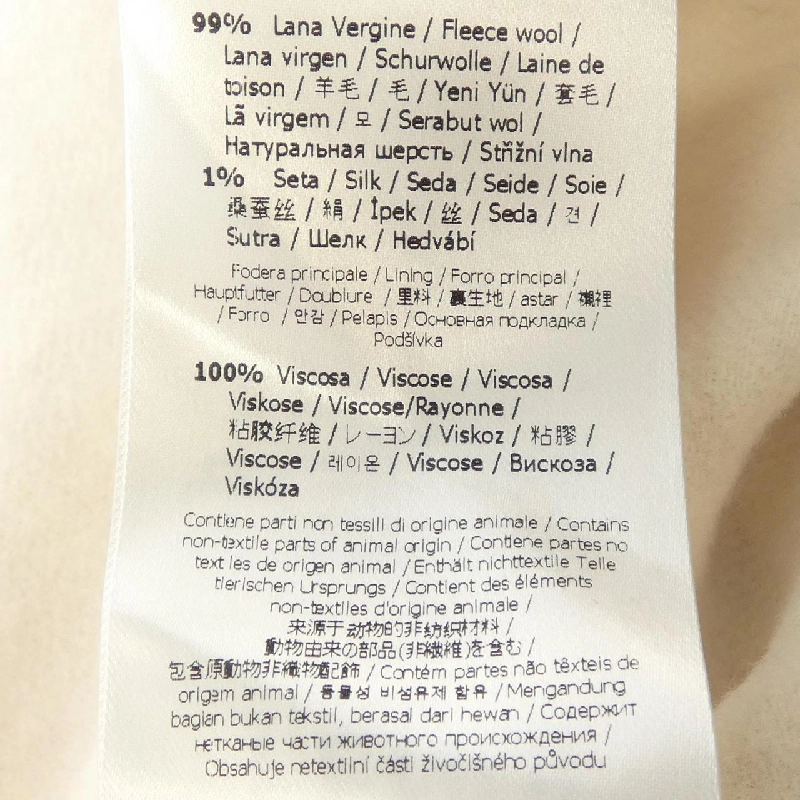 99% Lana Vergine / Fleece wool /
Lana virgen / Schurwolle / Laine de
toison / 羊毛 / 毛 / Yeni Yün / 套毛 /
Lã virgem / 모 / Serabut wol /
Натуральная шерсть / Střižní vlna
1% Seta / Silk / Seda / Seide / Soie /
桑蚕丝 / 絹 / İpek / 丝 / Seda / 견 /
Sutra / Шелк / Hedvábí
Fodera principale / Lining / Forro principal /
Hauptfutter / Doublure / 里料 / 裏生地 / astar / 襯裡
/ Forro / 안감 / Pelapis / Основная подкладка /
Podšívka
100% Viscosa / Viscose / Viscosa /
Viskose / Viscose/Rayonne /
粘胶纤维 / レーヨン / Viskoz / 粘膠 /
Viscose / 레이온 / Viscose / Вискоза /
Viskóza
Contiene parti non tessili di origine animale / Contains
non-textile parts of animal origin / Contiene partes no
textiles de origen animal / Enthält nichttextile Teile
tierischen Ursprungs / Contient des éléments
non-textiles d'origine animale /
来源于动物的非纺织材料 /
動物由来の部品(非繊維)を含む /
包含原動物非織物配飾 / Contém partes não têxteis de
origem animal / 동물성 비섬유제 함유 / Mengandung
bagian bukan tekstil, berasal dari hewan / Содержит
нетканые части животного происхождения /
Obsahuje netextilní části živočišného původu